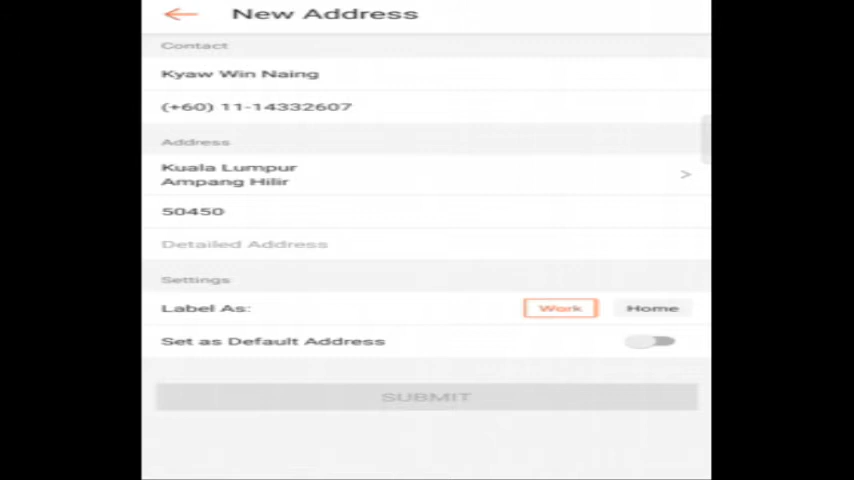 New Address
Contact
Kyaw Win Naing
(+60) 11-14332607
Address
Kuala Lumpur
Ampang Hilir
50450
Detailed Address
Settings
Label As:
Work
Home
Set as Default Address
SUBMIT